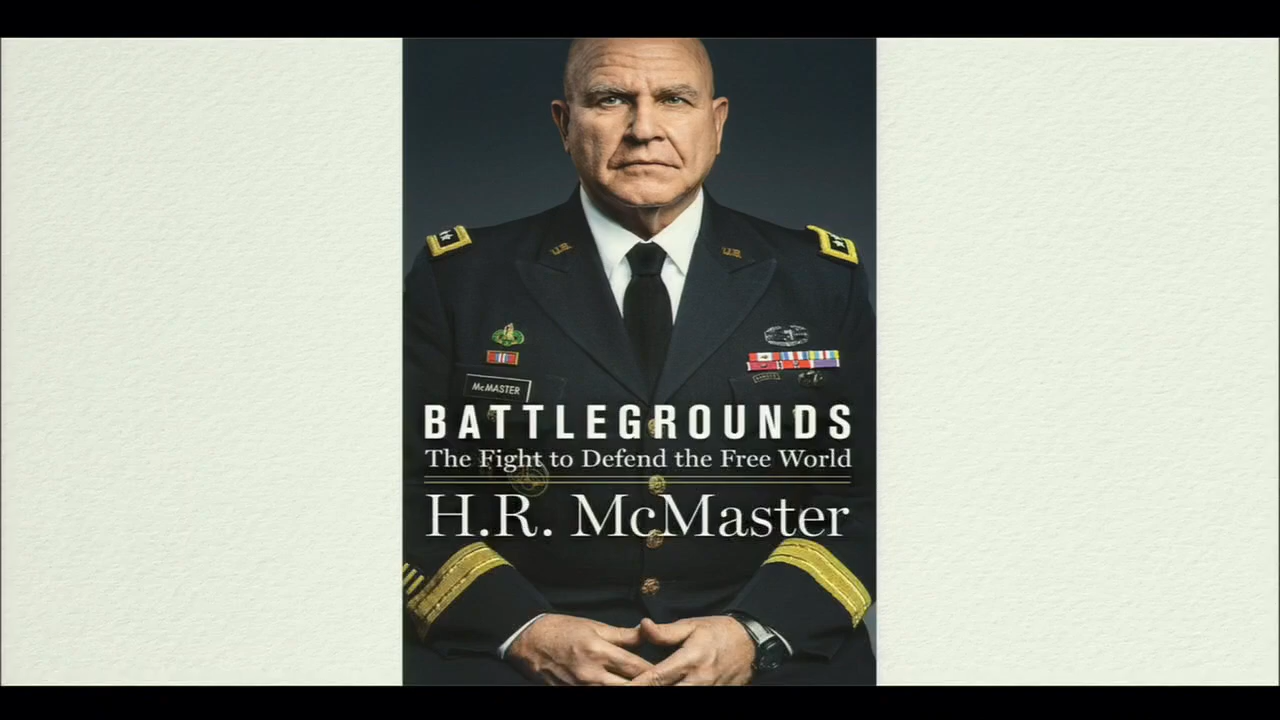 U.S.
U.S.
McMASTER
BATTLEGROUNDS
The Fight to Defend the Free World
H.R. McMaster